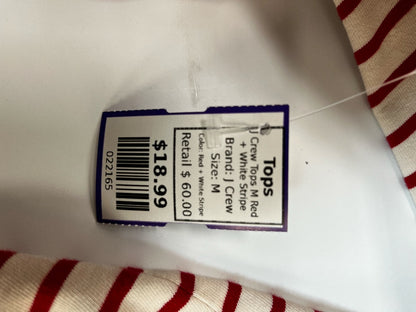 Tops
J Crew Tops M Red
+ White Stripe
Brand: J Crew
Size: M
Color: Red + White Stripe
Retail $ 60.00
$18.99
022165